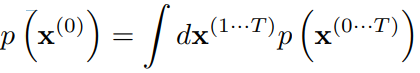 p(𝐱⁽⁰⁾) = ∫ d𝐱⁽¹⋯ᵀ⁾ p(𝐱⁽⁰⋯ᵀ⁾)